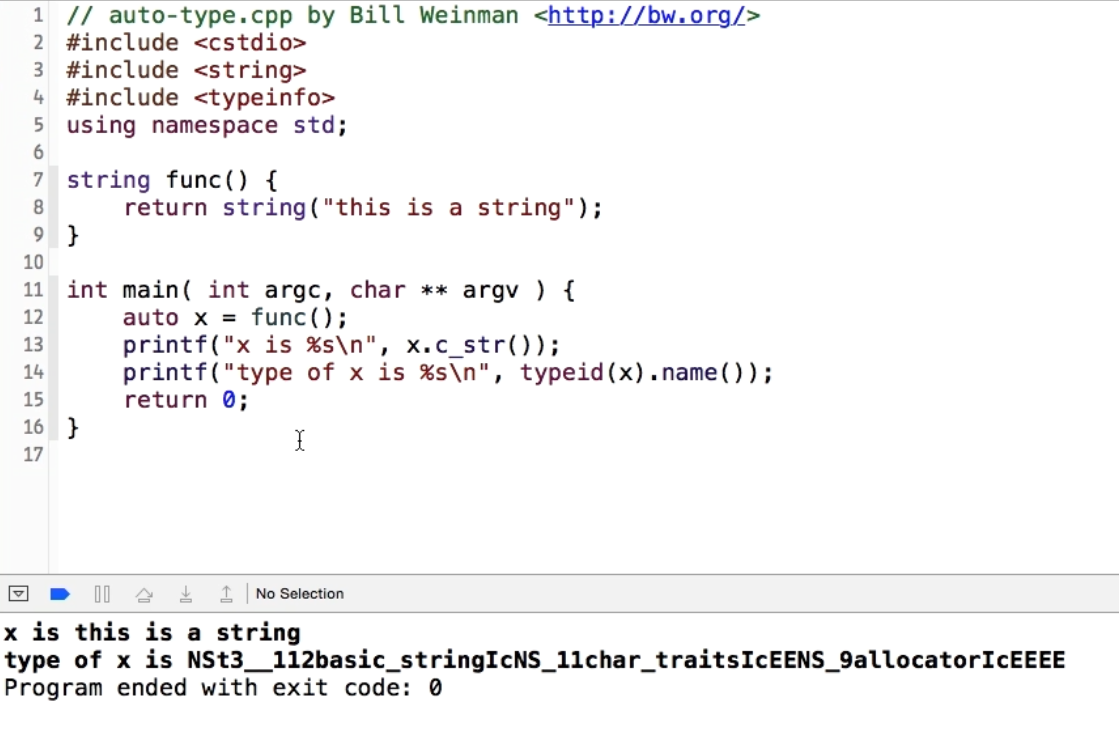 1 // auto-type.cpp by Bill Weinman <http://bw.org/>
2 #include <cstdio>
3 #include <string>
4 #include <typeinfo>
5 using namespace std;
6
7 string func() {
8     return string("this is a string");
9 }
10
11 int main( int argc, char ** argv ) {
12     auto x = func();
13     printf("x is %s\n", x.c_str());
14     printf("type of x is %s\n", typeid(x).name());
15     return 0;
16 }
17
No Selection
x is this is a string
type of x is NSt3__112basic_stringIcNS_11char_traitsIcEENS_9allocatorIcEEEE
Program ended with exit code: 0